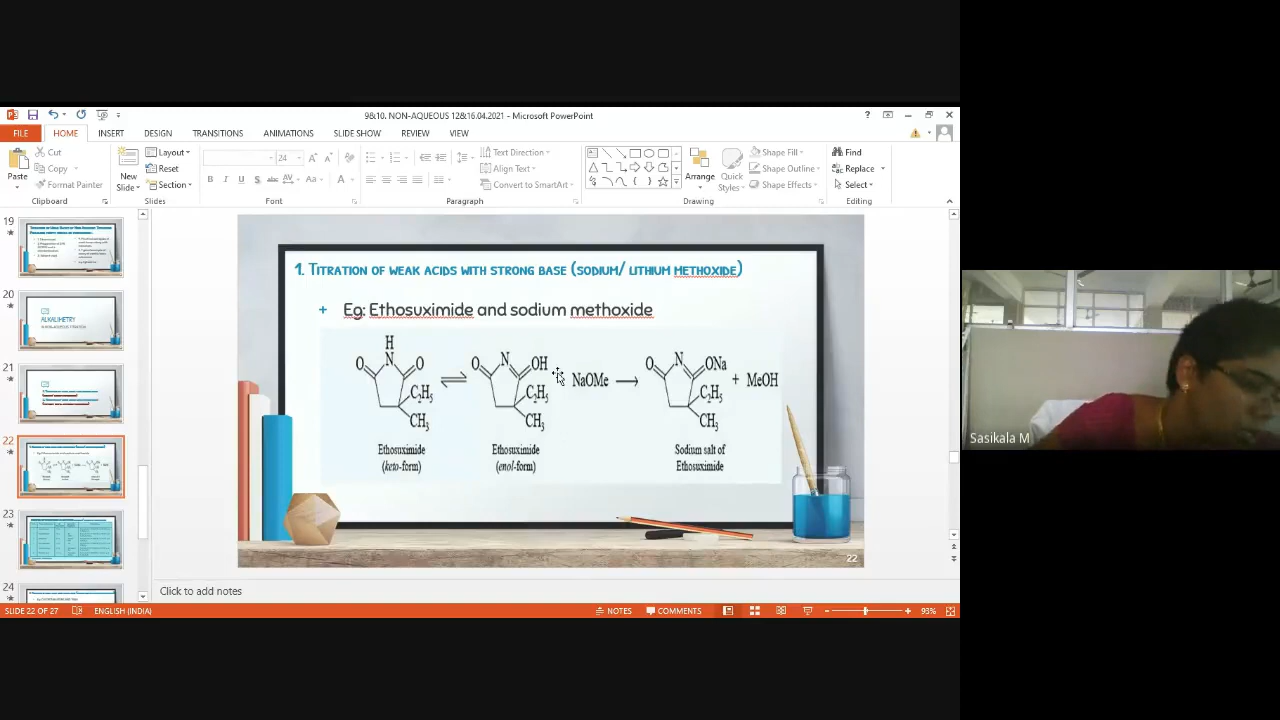 9&10. NON-AQUEOUS 12&16.04.2021 - Microsoft PowerPoint
FILE HOME INSERT DESIGN TRANSITIONS ANIMATIONS SLIDE SHOW REVIEW VIEW
Cut
Copy
Format Painter
Paste
Clipboard
New Slide
Layout
Reset
Section
Slides
24
Font
Text Direction
Align Text
Convert to SmartArt
Paragraph
Arrange
Quick Styles
Shape Fill
Shape Outline
Shape Effects
Drawing
Find
Replace
Select
Editing
19
20
ALKALIMETRY
21
22
23
24
1. Titration of weak acids with strong base (sodium/ lithium methoxide)
+ Eg: Ethosuximide and sodium methoxide
H
O N O
C₂H₅
CH₃
O N OH
C₂H₅
CH₃
NaOMe
O N ONa
C₂H₅
CH₃
+ MeOH
Ethosuximide
(keto-form)
Ethosuximide
(enol-form)
Sodium salt of
Ethosuximide
22
Click to add notes
SLIDE 22 OF 27 ENGLISH (INDIA) NOTES COMMENTS 93%
Sasikala M